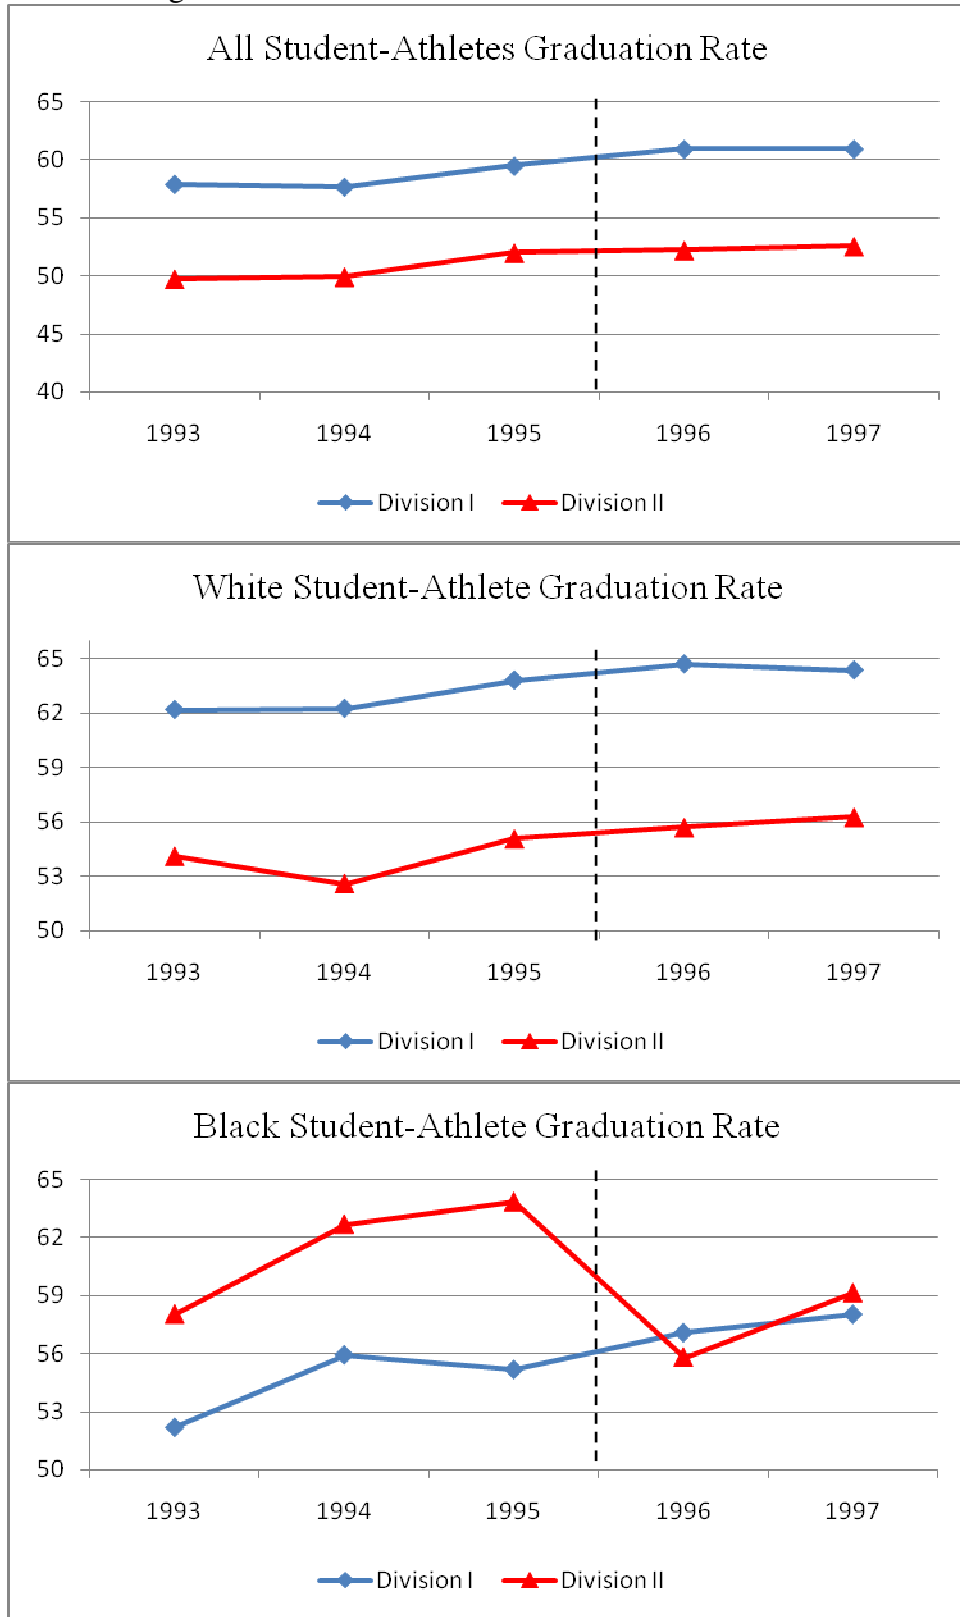 All Student-Athletes Graduation Rate
65
60
55
50
45
40
1993 1994 1995 1996 1997
Division I Division II
White Student-Athlete Graduation Rate
65
62
59
56
53
50
1993 1994 1995 1996 1997
Division I Division II
Black Student-Athlete Graduation Rate
65
62
59
56
53
50
1993 1994 1995 1996 1997
Division I Division II